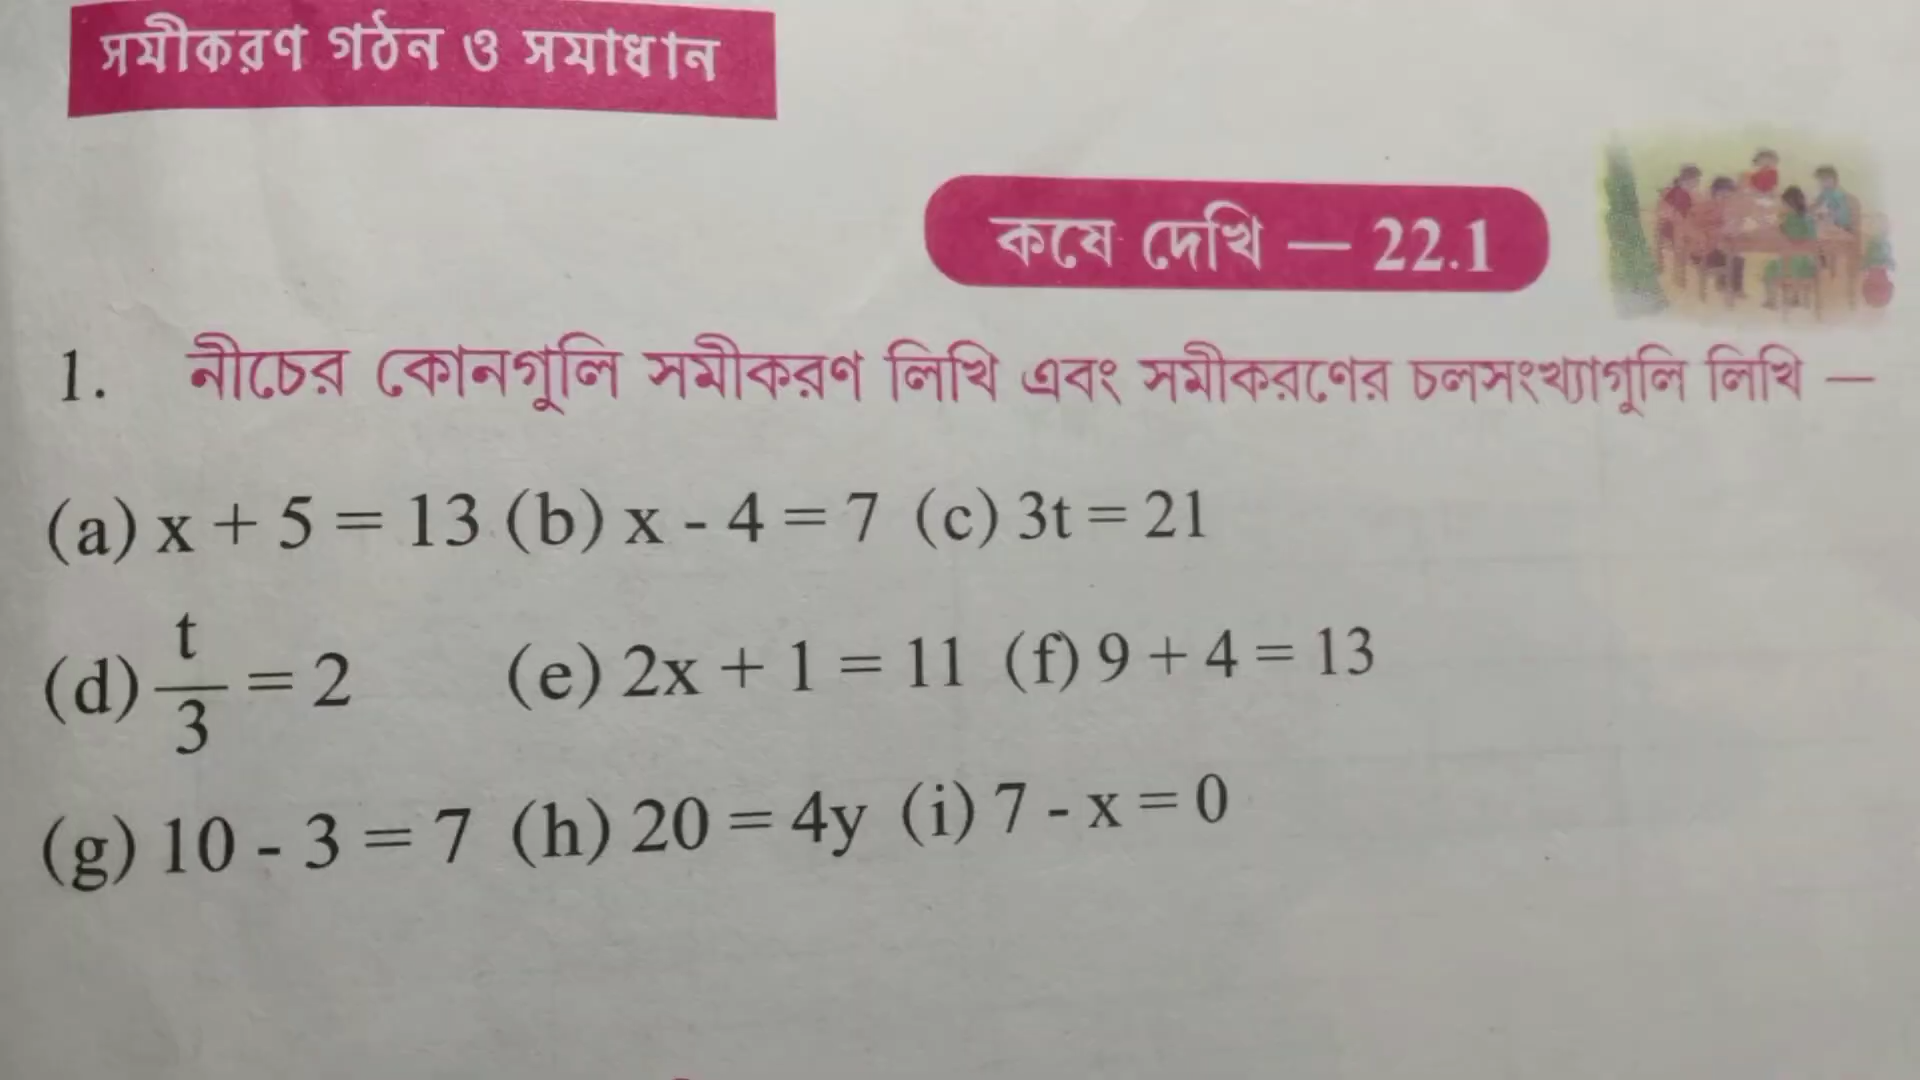 সমীকরণ গঠন ও সমাধান
কষে দেখি — 22.1
1. নীচের কোনগুলি সমীকরণ লিখি এবং সমীকরণের চলসংখ্যাগুলি লিখি —
(a) x + 5 = 13 (b) x - 4 = 7 (c) 3t = 21
(d) t/3 = 2 (e) 2x + 1 = 11 (f) 9 + 4 = 13
(g) 10 - 3 = 7 (h) 20 = 4y (i) 7 - x = 0